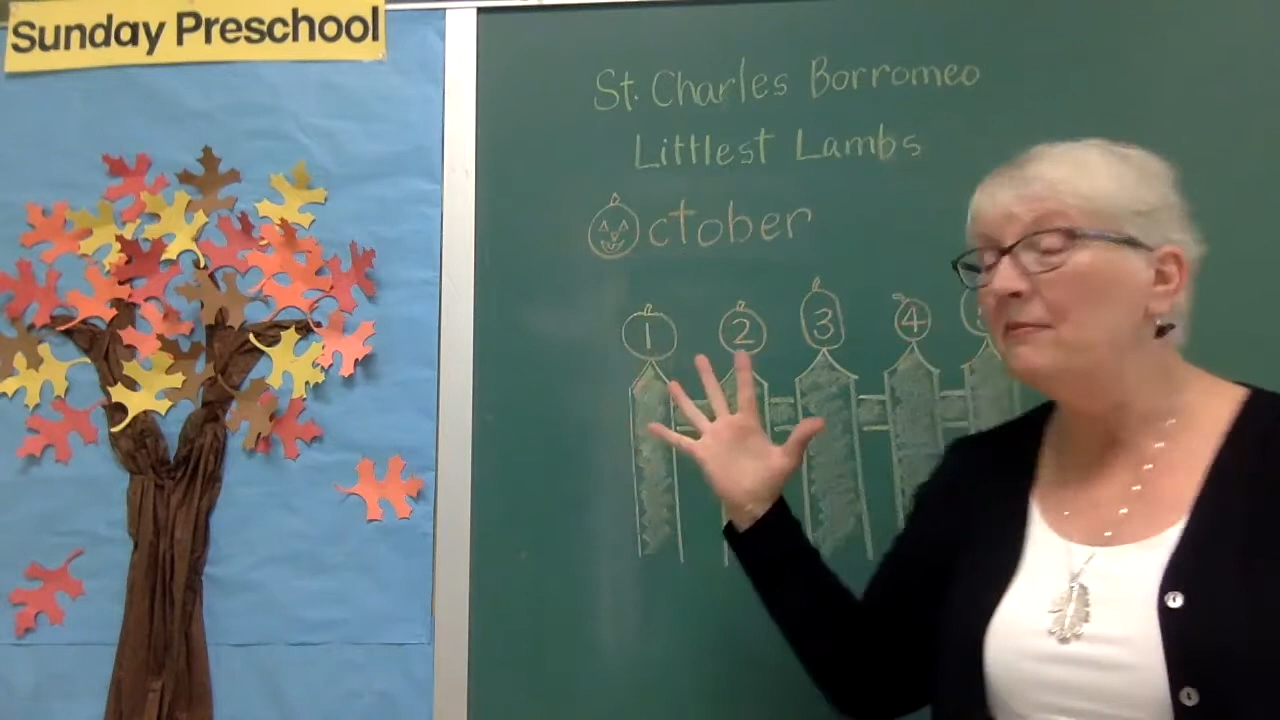 Sunday Preschool
St. Charles Borromeo
Littlest Lambs
October
1 2 3 4